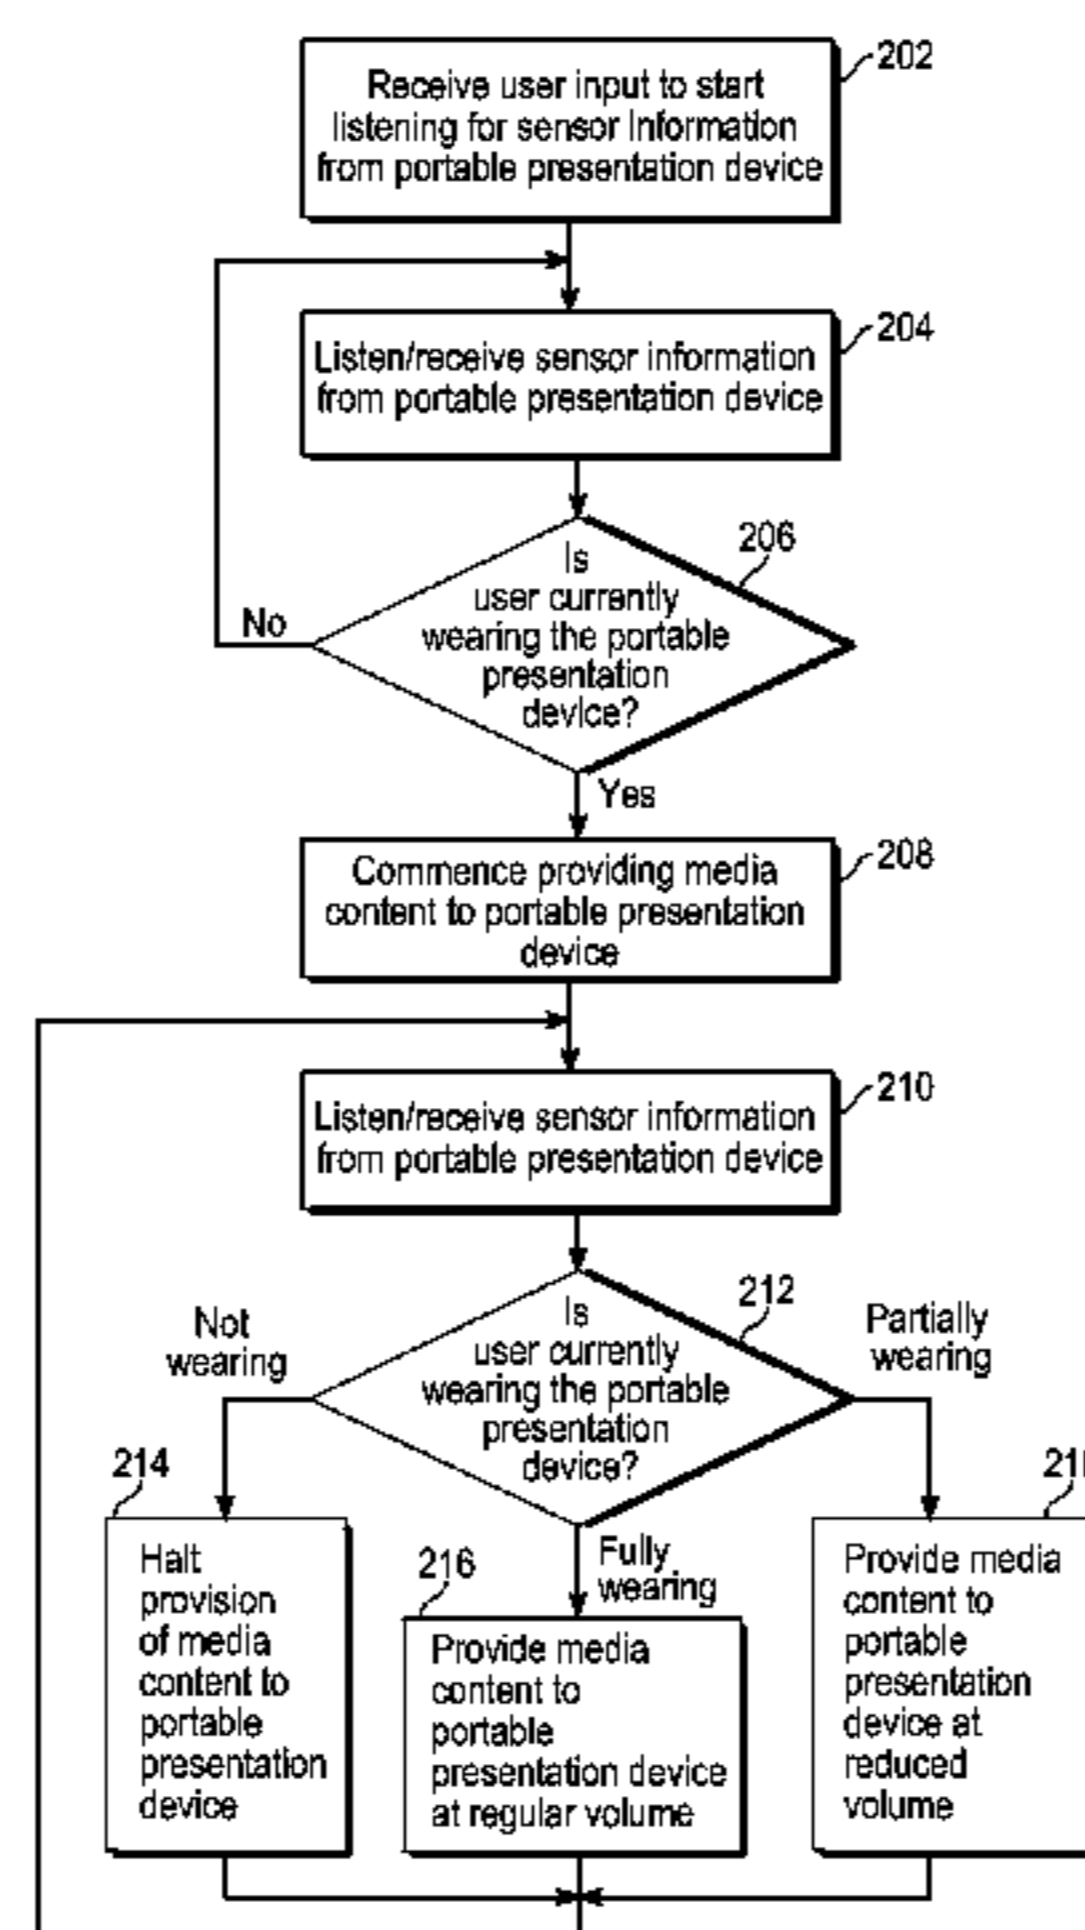 202
Receive user input to start
listening for sensor Information
from portable presentation device
204
Listen/receive sensor information
from portable presentation device
206
Is
user currently
wearing the portable
presentation
device?
No
Yes
208
Commence providing media
content to portable presentation
device
210
Listen/receive sensor information
from portable presentation device
212
Is
user currently
wearing the portable
presentation
device?
Not
wearing
Partially
wearing
Fully
wearing
214
Halt
provision
of media
content to
portable
presentation
device
216
Provide media
content to
portable
presentation device
at regular volume
Provide media
content to
portable
presentation
device at
reduced
volume